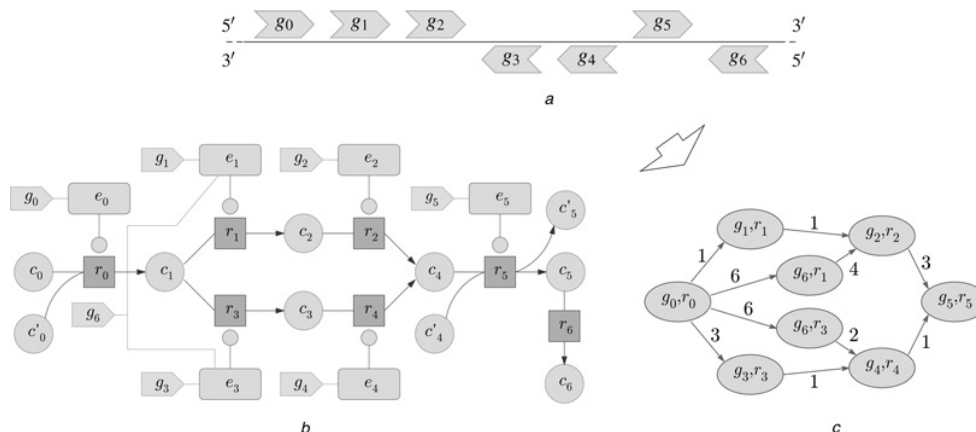 5′ g0 g1 g2 g5 3′
3′ g3 g4 g6 5′
a
g1 e1 g2 e2
g0 e0 g5 e5 c'5
r1 c2 r2
c0 r0 c1 c4 r5 c5
c'0 g6 r3 c3 r4 c'4 r6
g3 e3 g4 e4 c6
b
g1,r1 1 g2,r2
1 6 g6,r1 4 3
g0,r0 g5,r5
6 g6,r3 2
3 g3,r3 1 g4,r4 1
c